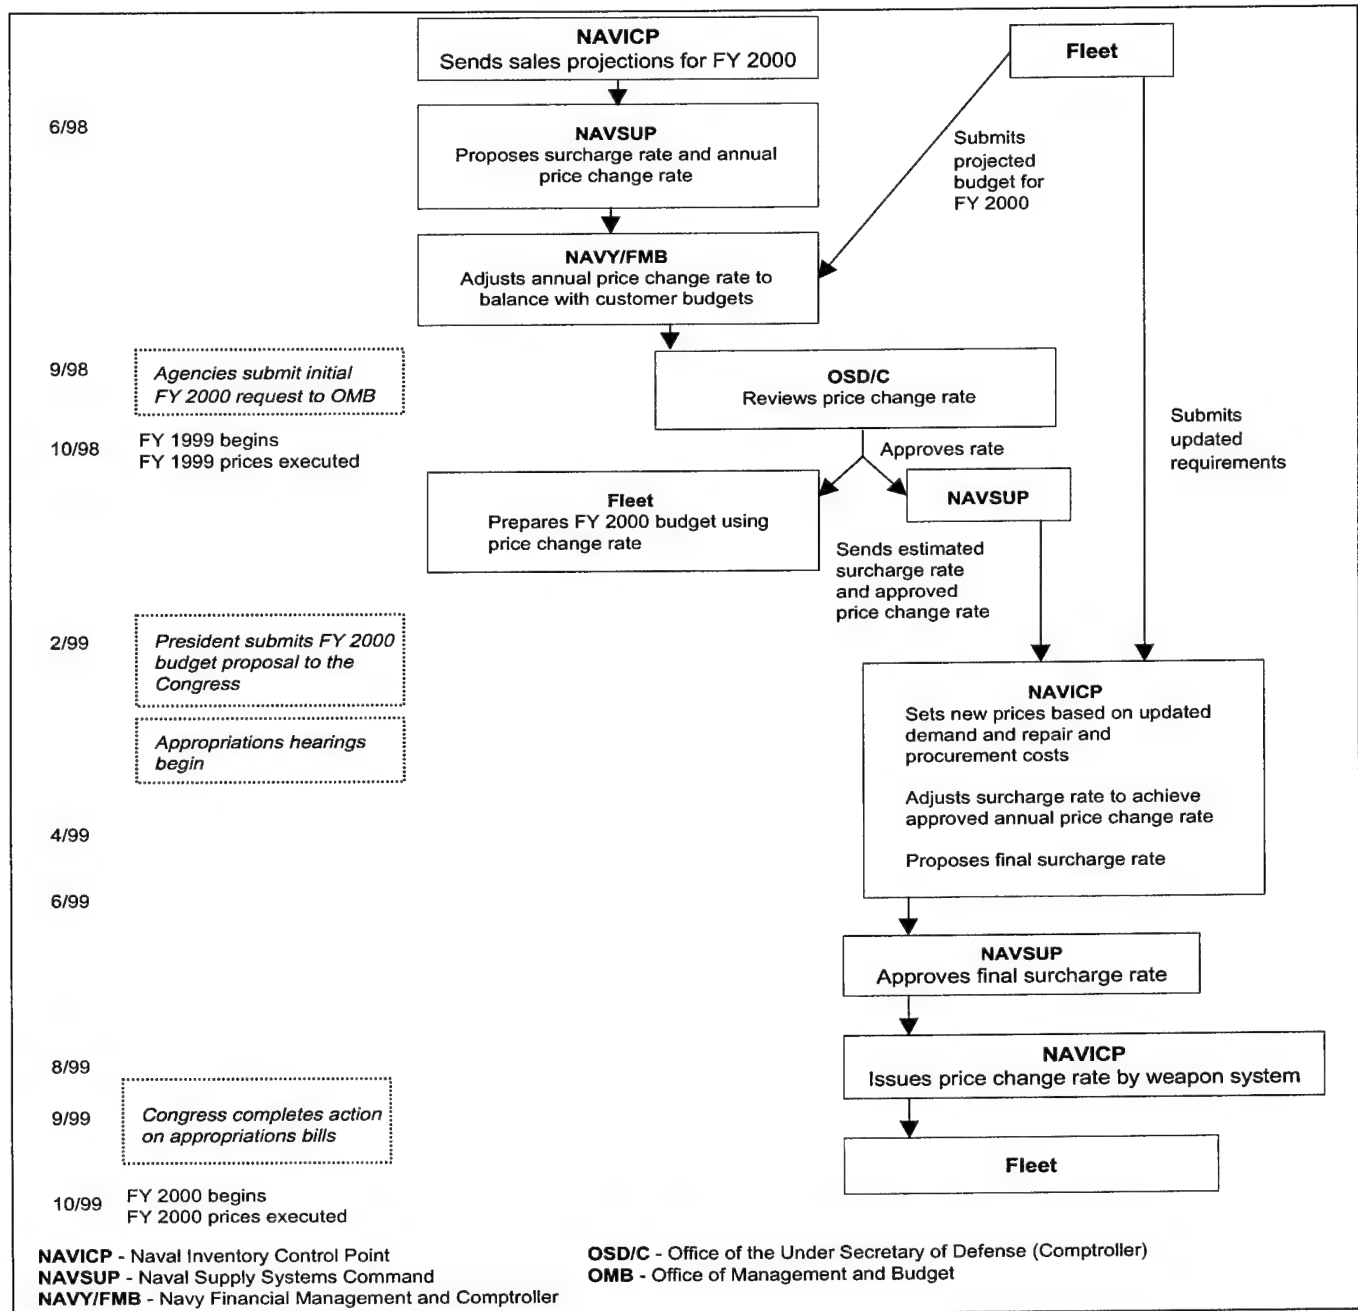 NAVICP
Sends sales projections for FY 2000
Fleet
6/98
NAVSUP
Proposes surcharge rate and annual
price change rate
Submits
projected
budget for
FY 2000
NAVY/FMB
Adjusts annual price change rate to
balance with customer budgets
9/98
Agencies submit initial
FY 2000 request to OMB
OSD/C
Reviews price change rate
10/98
FY 1999 begins
FY 1999 prices executed
Approves rate
Submits
updated
requirements
Fleet
Prepares FY 2000 budget using
price change rate
NAVSUP
Sends estimated
surcharge rate
and approved
price change rate
2/99
President submits FY 2000
budget proposal to the
Congress
Appropriations hearings
begin
NAVICP
Sets new prices based on updated
demand and repair and
procurement costs
Adjusts surcharge rate to achieve
approved annual price change rate
Proposes final surcharge rate
4/99
6/99
NAVSUP
Approves final surcharge rate
8/99
NAVICP
Issues price change rate by weapon system
9/99
Congress completes action
on appropriations bills
Fleet
10/99
FY 2000 begins
FY 2000 prices executed
NAVICP - Naval Inventory Control Point
NAVSUP - Naval Supply Systems Command
NAVY/FMB - Navy Financial Management and Comptroller
OSD/C - Office of the Under Secretary of Defense (Comptroller)
OMB - Office of Management and Budget